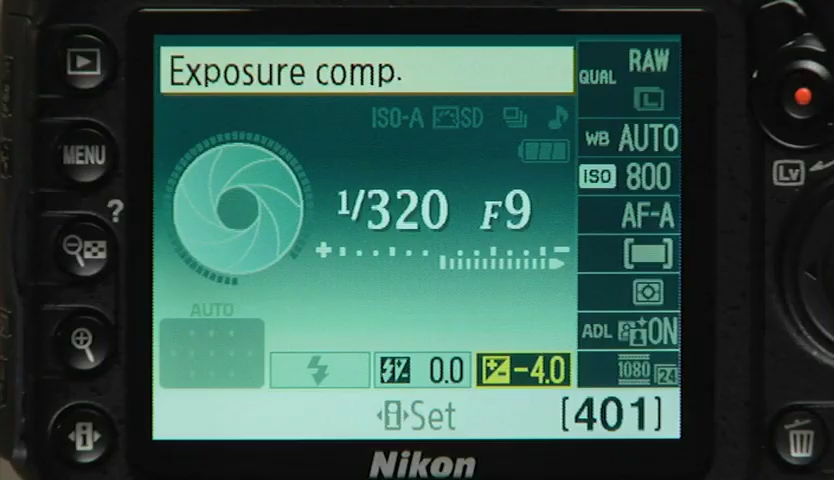 Exposure comp.
QUAL RAW
L
ISO-A SD
WB AUTO
MENU
ISO 800
Lv
1/320 F9
AF-A
?
+ −
AUTO
ADL ON
0.0 −4.0
1080 24
i Set [401]
Nikon